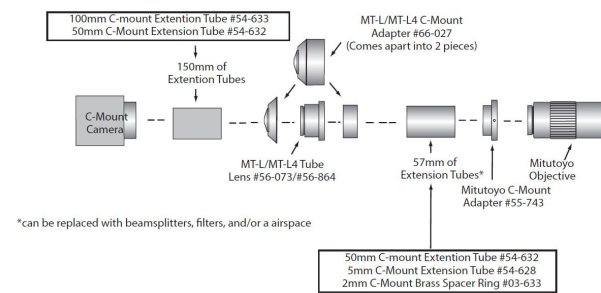 100mm C-mount Extention Tube #54-633
50mm C-Mount Extension Tube #54-632
150mm of
Extention Tubes
MT-L/MT-L4 C-Mount
Adapter #66-027
(Comes apart into 2 pieces)
C-Mount
Camera
MT-L/MT-L4 Tube
Lens #56-073/#56-864
57mm of
Extension Tubes*
Mitutoyo C-Mount
Adapter #55-743
Mitutoyo
Objective
*can be replaced with beamsplitters, filters, and/or a airspace
50mm C-mount Extention Tube #54-632
5mm C-Mount Extension Tube #54-628
2mm C-Mount Brass Spacer Ring #03-633